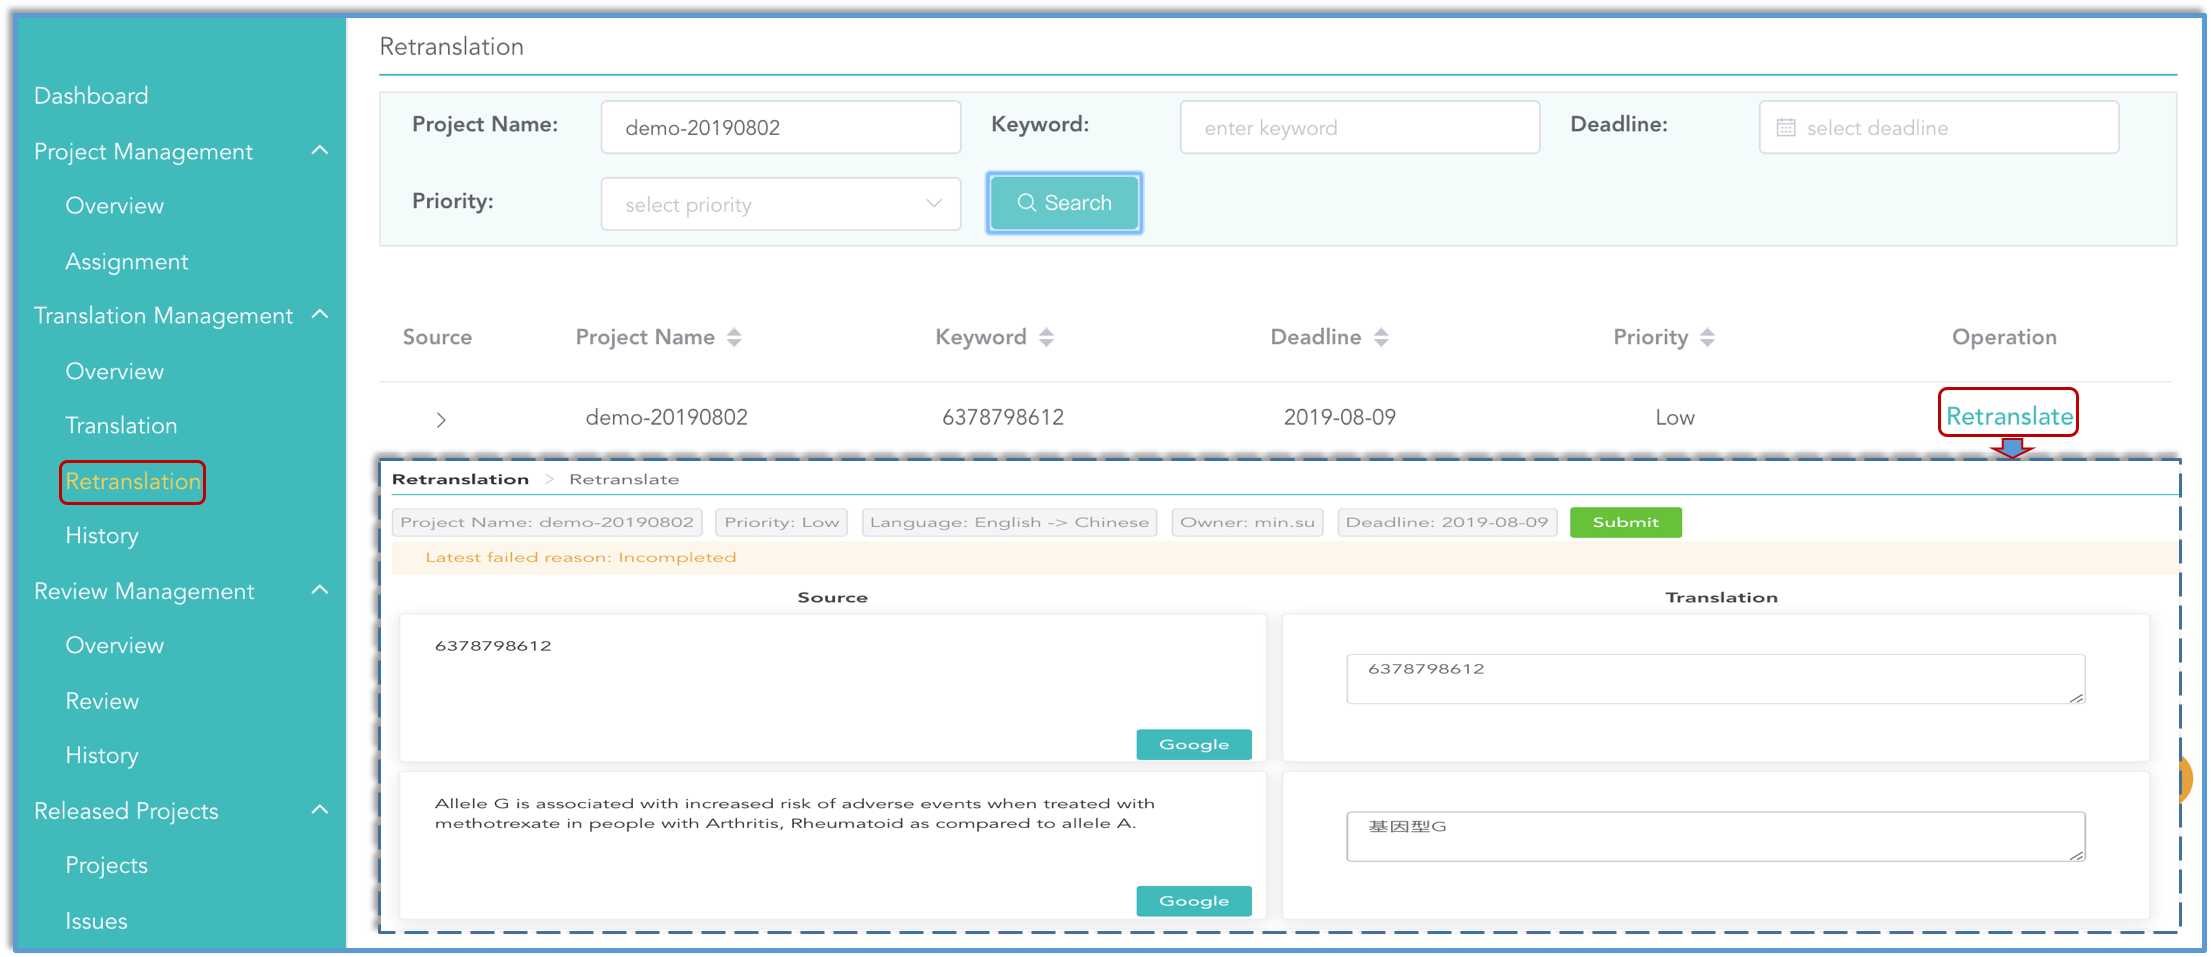 Dashboard
Project Management
Overview
Assignment
Translation Management
Overview
Translation
Retranslation
History
Review Management
Overview
Review
History
Released Projects
Projects
Issues
Retranslation
Project Name: demo-20190802 Keyword: enter keyword Deadline: select deadline
Priority: select priority Search
Source Project Name Keyword Deadline Priority Operation
demo-20190802 6378798612 2019-08-09 Low Retranslate
Retranslation > Retranslate
Project Name: demo-20190802 Priority: Low Language: English -> Chinese Owner: min.su Deadline: 2019-08-09 Submit
Latest failed reason: Incompleted
Source Translation
6378798612
6378798612
Google
Allele G is associated with increased risk of adverse events when treated with
methotrexate in people with Arthritis, Rheumatoid as compared to allele A.
基因型G
Google